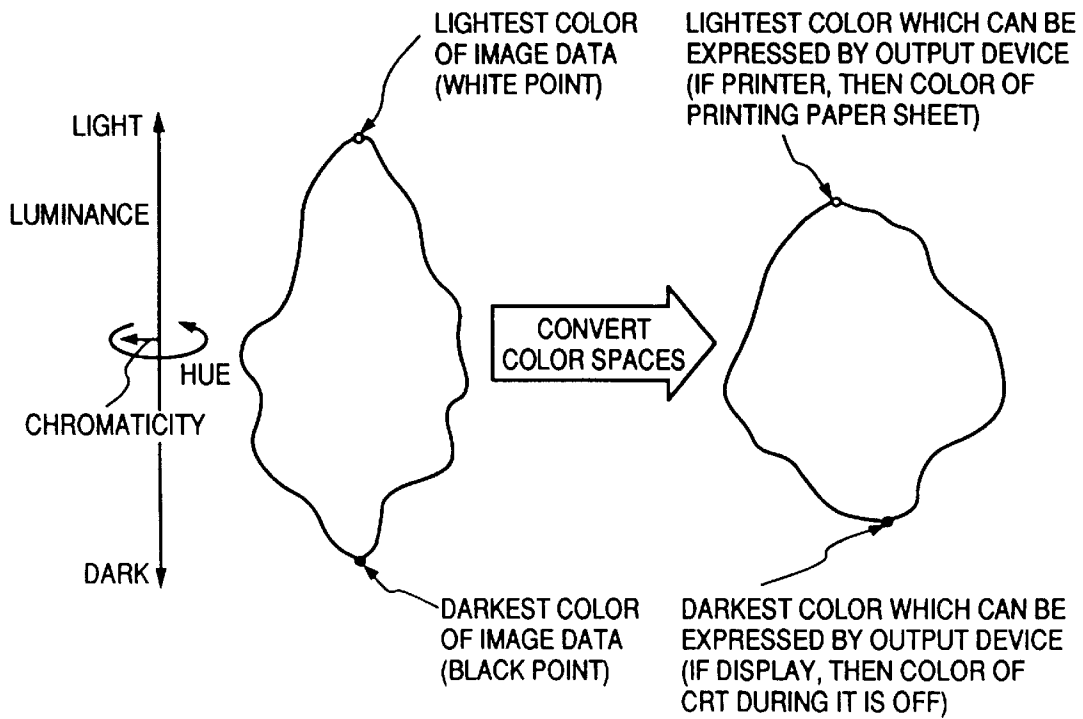 LIGHTEST COLOR
OF IMAGE DATA
(WHITE POINT)
LIGHTEST COLOR WHICH CAN BE
EXPRESSED BY OUTPUT DEVICE
(IF PRINTER, THEN COLOR OF
PRINTING PAPER SHEET)
LIGHT
LUMINANCE
HUE
CHROMATICITY
DARK
CONVERT
COLOR SPACES
DARKEST COLOR
OF IMAGE DATA
(BLACK POINT)
DARKEST COLOR WHICH CAN BE
EXPRESSED BY OUTPUT DEVICE
(IF DISPLAY, THEN COLOR OF
CRT DURING IT IS OFF)